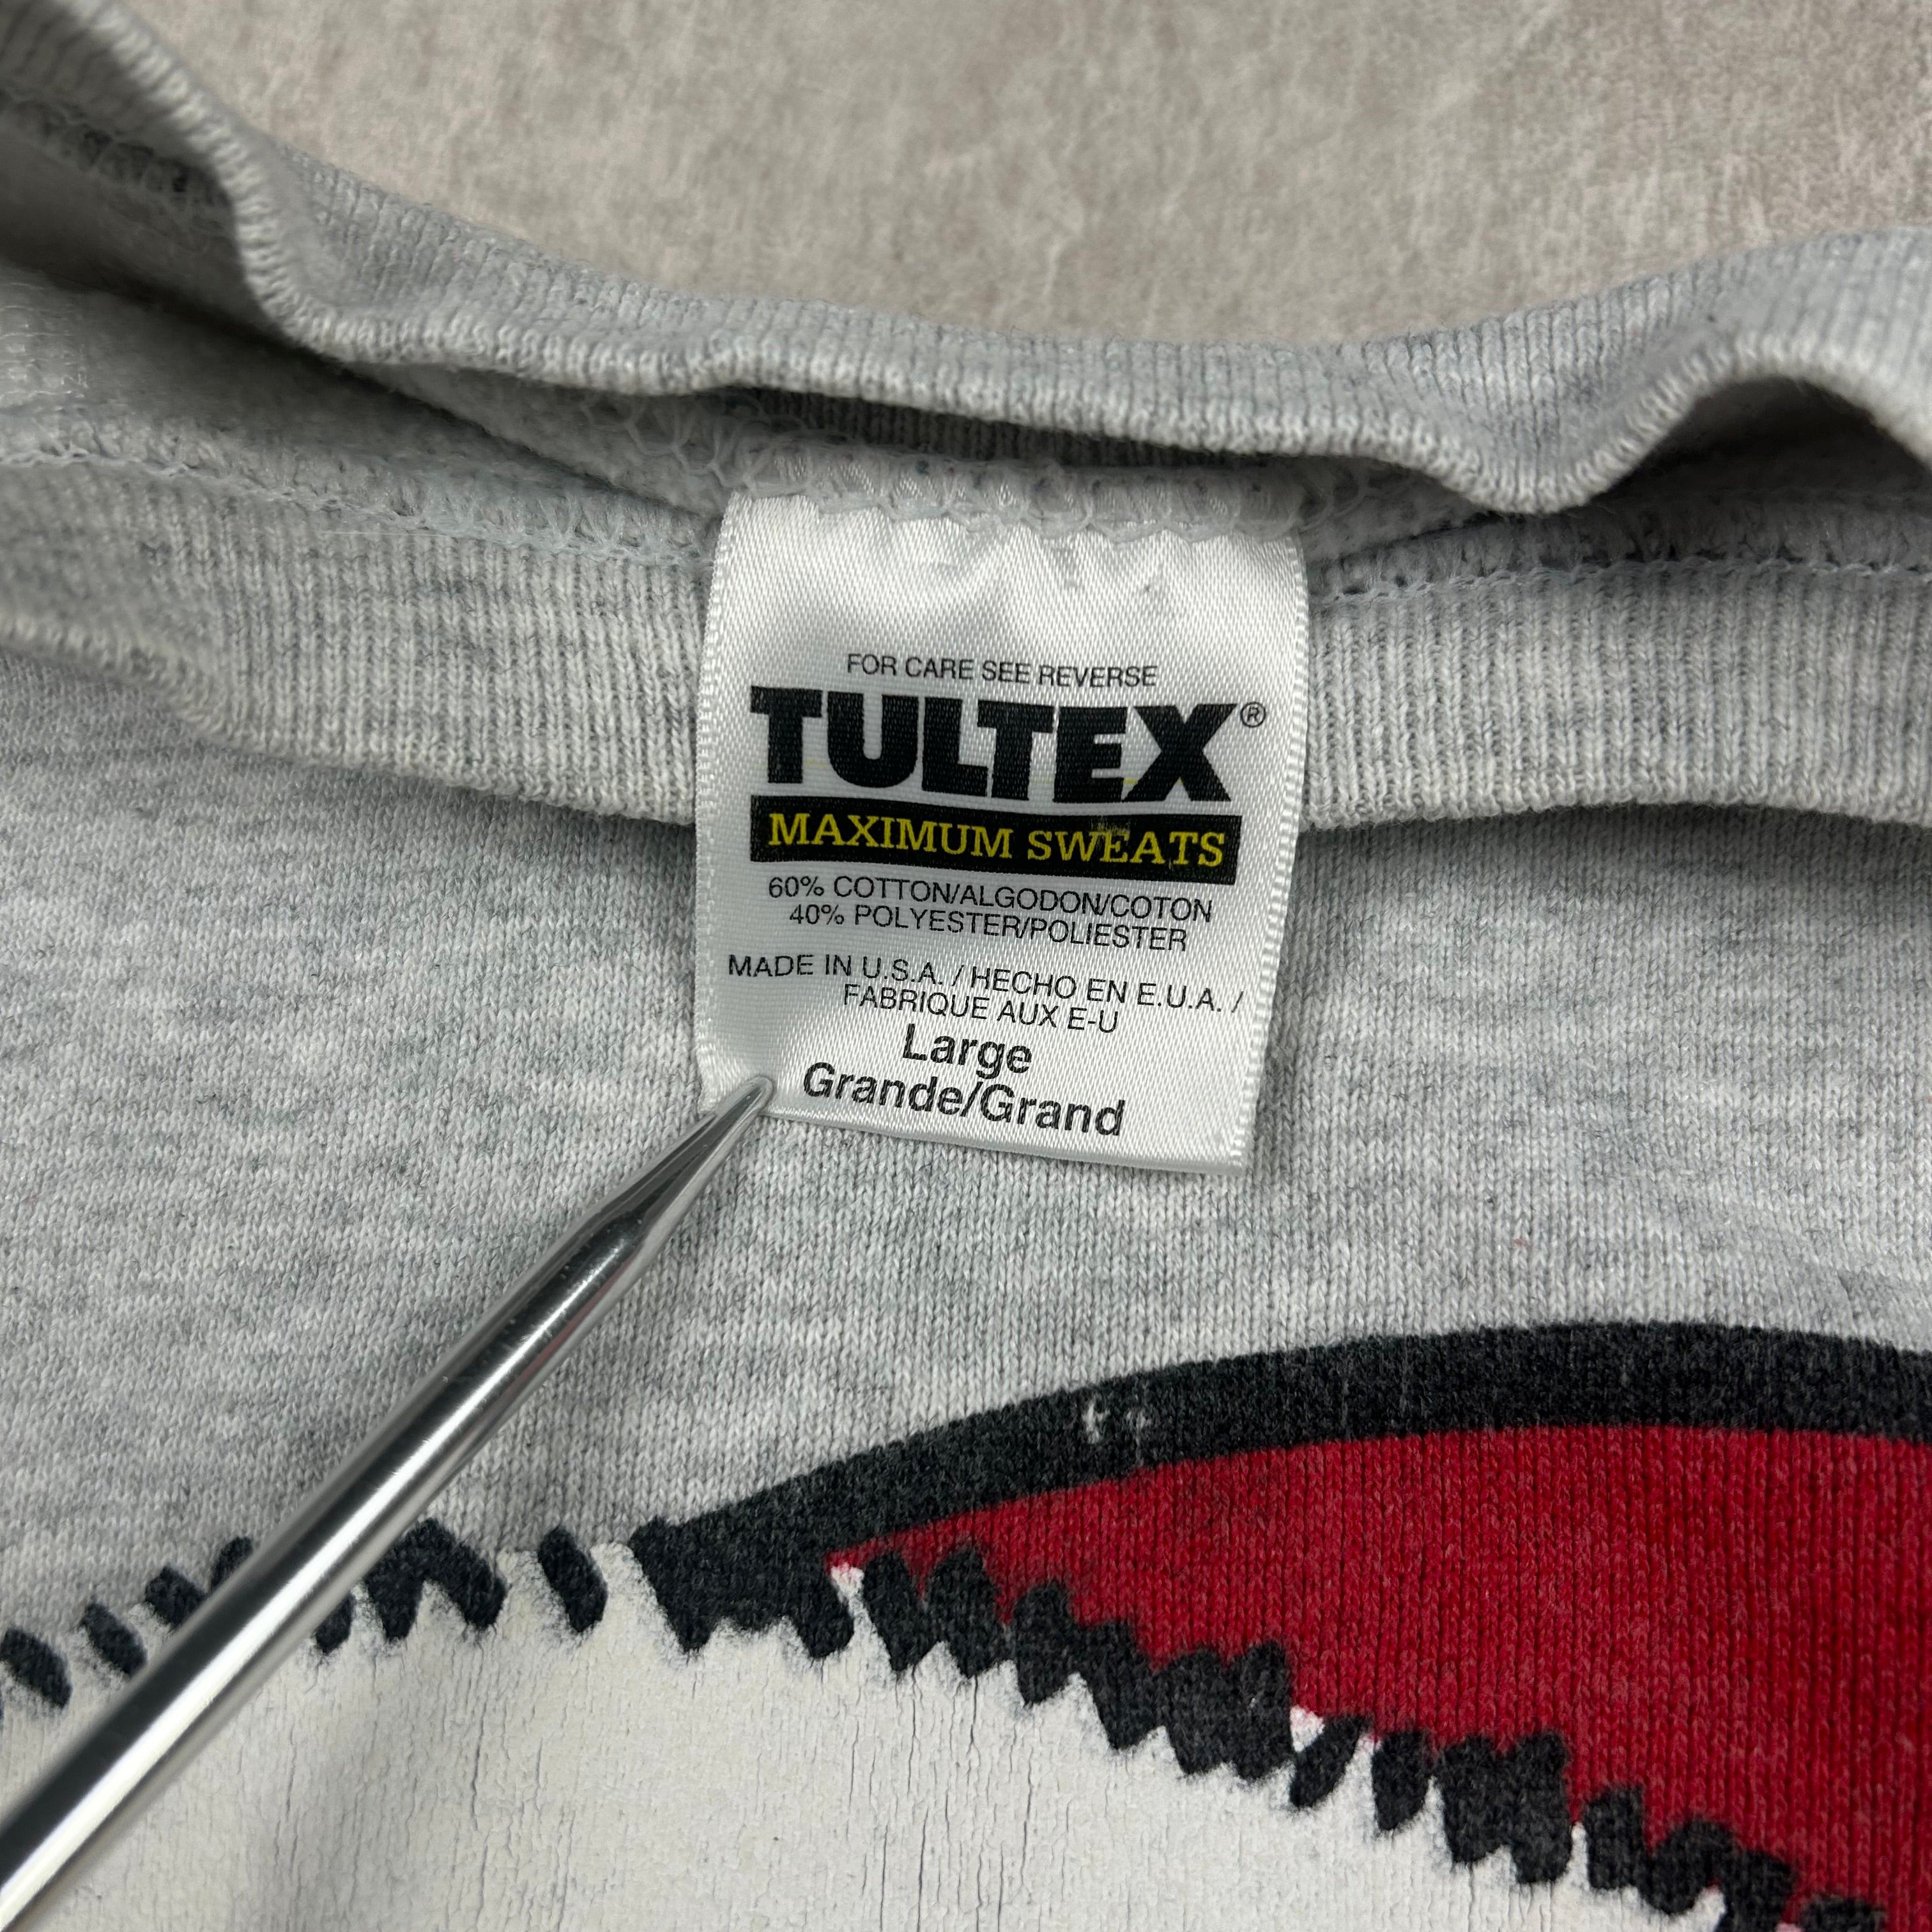 FOR CARE SEE REVERSE
TULTEX®
MAXIMUM SWEATS
60% COTTON/ALGODON/COTON
40% POLYESTER/POLIESTER
MADE IN U.S.A. / HECHO EN E.U.A. /
FABRIQUE AUX E-U
Large
Grande/Grand